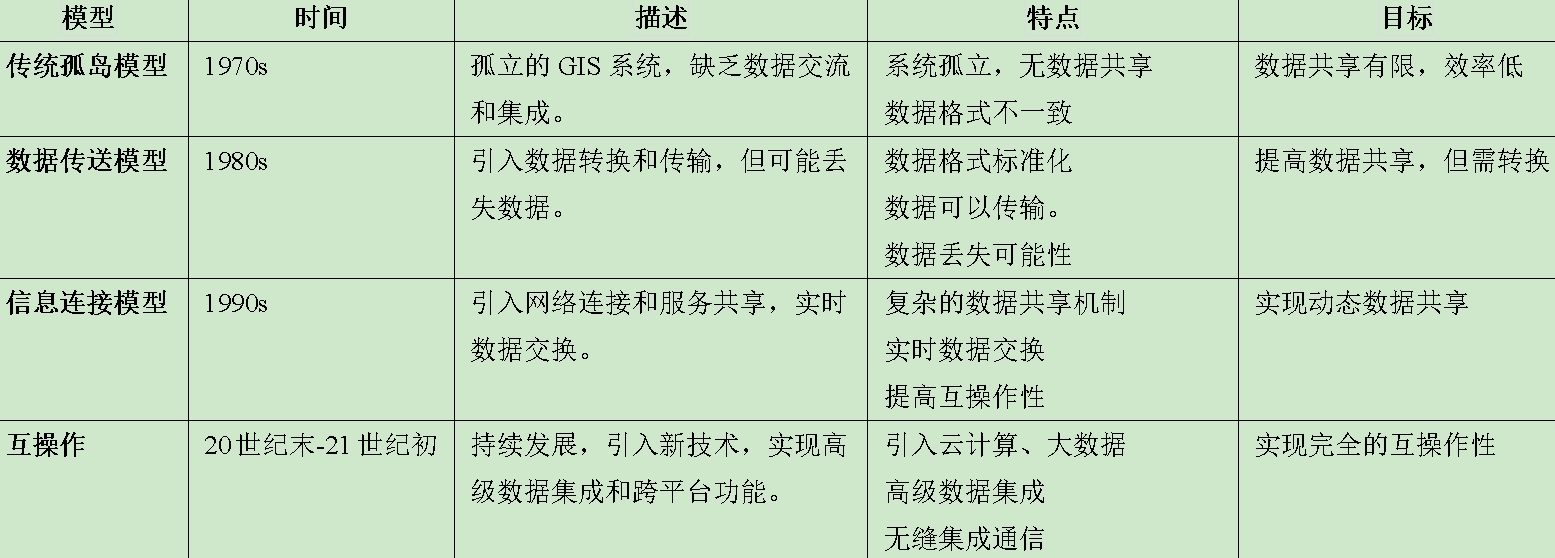 模型 时间 描述 特点 目标
传统孤岛模型 1970s 孤立的 GIS 系统，缺乏数据交流 系统孤立，无数据共享 数据共享有限，效率低
和集成。 数据格式不一致
数据传送模型 1980s 引入数据转换和传输，但可能丢 数据格式标准化 提高数据共享，但需转换
失数据。 数据可以传输。
数据丢失可能性
信息连接模型 1990s 引入网络连接和服务共享，实时 复杂的数据共享机制 实现动态数据共享
数据交换。 实时数据交换
提高互操作性
互操作 20世纪末-21世纪初 持续发展，引入新技术，实现高 引入云计算、大数据 实现完全的互操作性
级数据集成和跨平台功能。 高级数据集成
无缝集成通信